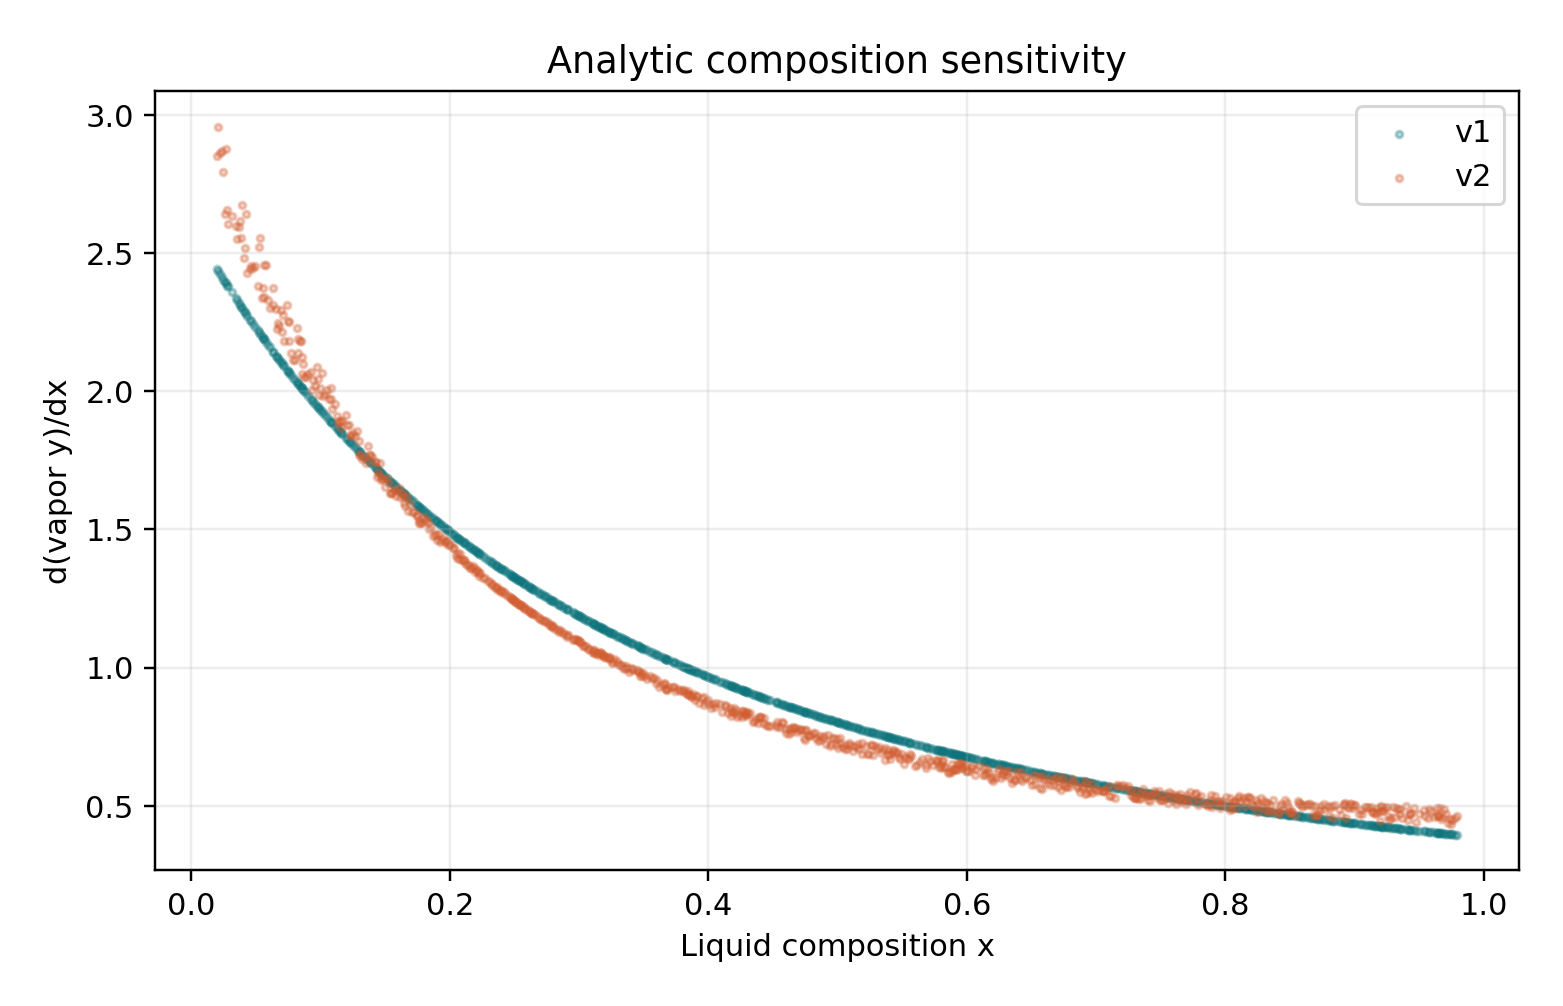 Analytic composition sensitivity
v1
v2
d(vapor y)/dx
3.0
2.5
2.0
1.5
1.0
0.5
0.0 0.2 0.4 0.6 0.8 1.0
Liquid composition x